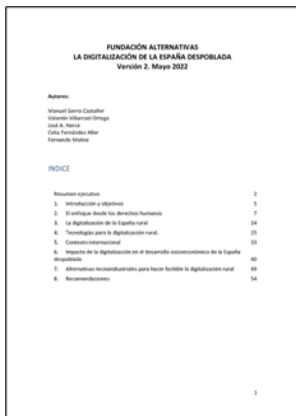 FUNDACIÓN ALTERNATIVAS
LA DIGITALIZACIÓN DE LA ESPAÑA DESPOBLADA
Versión 2. Mayo 2022
Autores:
Manuel Sierra Castañer
Valentín Villarroel Ortega
José A. Herce
Celia Fernández Aller
Fernando Molina
INDICE
Resumen ejecutivo 2
1. Introducción y objetivos 5
2. El enfoque desde los derechos humanos 7
3. La digitalización de la España rural 14
4. Tecnologías para la digitalización rural. 25
5. Contexto internacional 33
6. Impacto de la digitalización en el desarrollo socioeconómico de la España
despoblada 40
7. Alternativas tecnoindustriales para hacer factible la digitalización rural 49
8. Recomendaciones 54
1